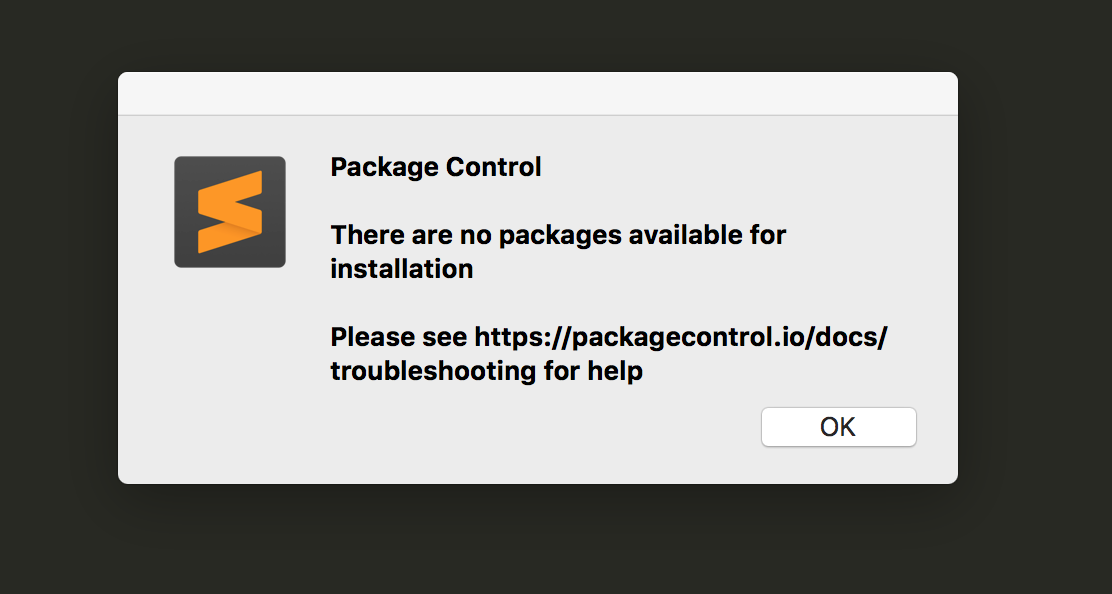 Package Control
There are no packages available for
installation
Please see https://packagecontrol.io/docs/
troubleshooting for help
OK